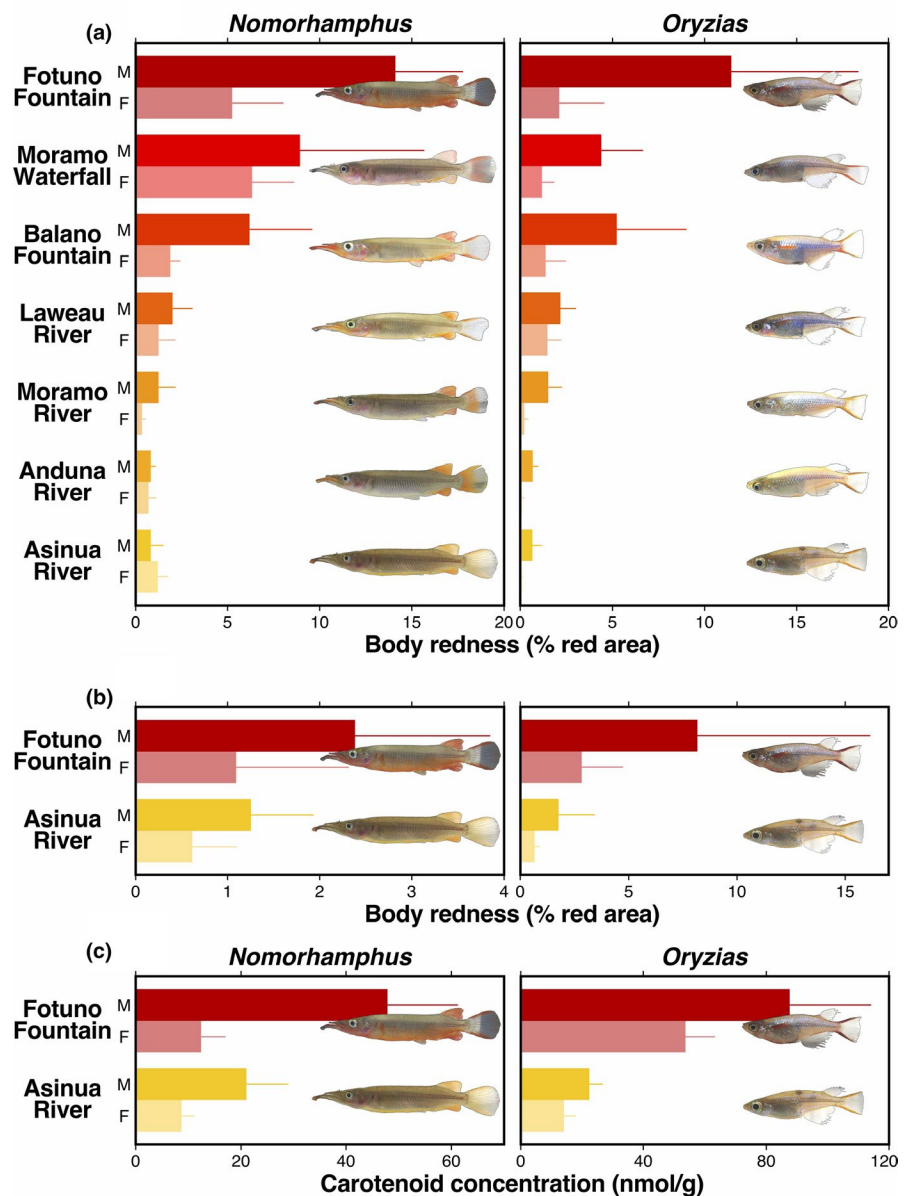 (a)
Nomorhamphus
Oryzias
Fotuno
Fountain
M
F
Moramo
Waterfall
M
F
Balano
Fountain
M
F
Laweau
River
M
F
Moramo
River
M
F
Anduna
River
M
F
Asinua
River
M
F
0 5 10 15 20
0 5 10 15 20
Body redness (% red area)
(b)
Fotuno
Fountain
M
F
Asinua
River
M
F
0 1 2 3 4
0 5 10 15
Body redness (% red area)
(c)
Nomorhamphus
Oryzias
Fotuno
Fountain
M
F
Asinua
River
M
F
0 20 40 60
0 40 80 120
Carotenoid concentration (nmol/g)